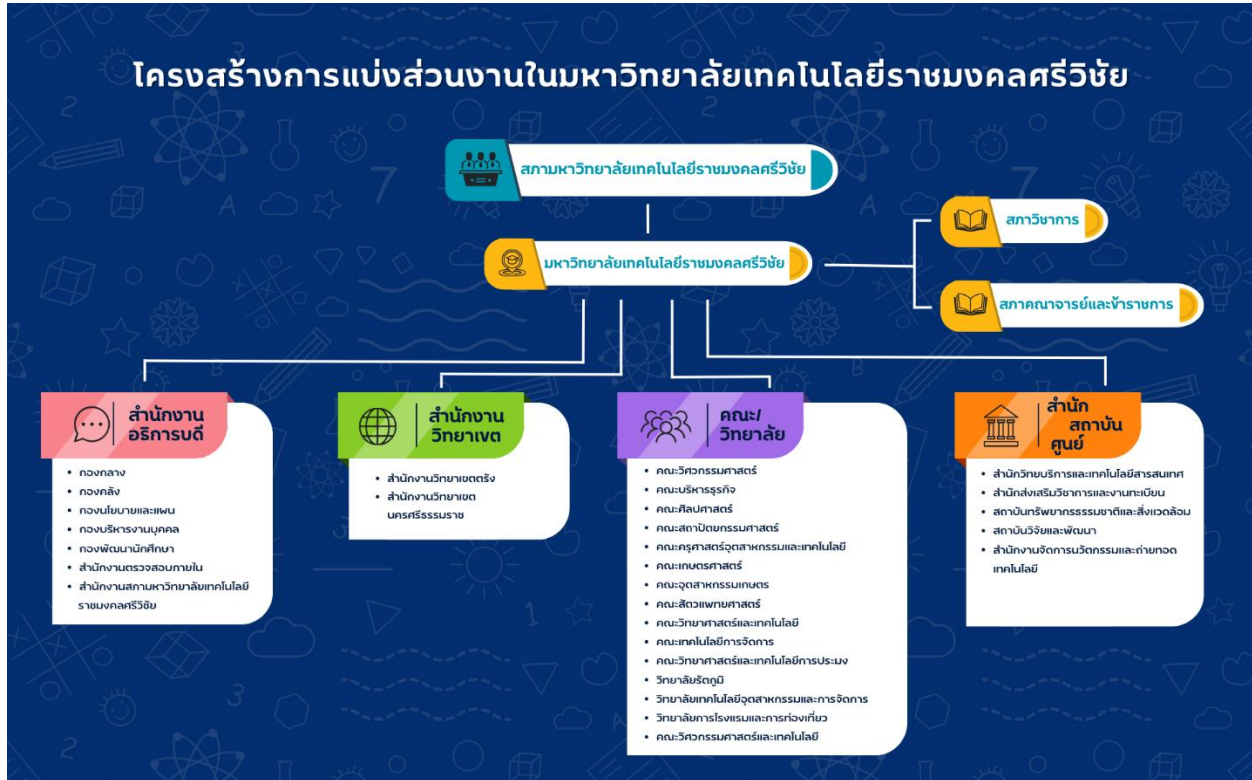 โครงสร้างการแบ่งส่วนงานในมหาวิทยาลัยเทคโนโลยีราชมงคลศรีวิชัย
สภามหาวิทยาลัยเทคโนโลยีราชมงคลศรีวิชัย
มหาวิทยาลัยเทคโนโลยีราชมงคลศรีวิชัย
สภาวิชาการ
สภาคณาจารย์และข้าราชการ
สำนักงาน
อธิการบดี
• กองกลาง
• กองคลัง
• กองนโยบายและแผน
• กองบริหารงานบุคคล
• กองพัฒนานักศึกษา
• สำนักงานตรวจสอบภายใน
• สำนักงานสภามหาวิทยาลัยเทคโนโลยี
ราชมงคลศรีวิชัย
สำนักงาน
วิทยาเขต
• สำนักงานวิทยาเขตตรัง
• สำนักงานวิทยาเขต
นครศรีธรรมราช
คณะ/
วิทยาลัย
• คณะวิศวกรรมศาสตร์
• คณะบริหารธุรกิจ
• คณะศิลปศาสตร์
• คณะสถาปัตยกรรมศาสตร์
• คณะครุศาสตร์อุตสาหกรรมและเทคโนโลยี
• คณะเกษตรศาสตร์
• คณะอุตสาหกรรมเกษตร
• คณะสัตวแพทยศาสตร์
• คณะวิทยาศาสตร์และเทคโนโลยี
• คณะเทคโนโลยีการจัดการ
• คณะวิทยาศาสตร์และเทคโนโลยีการประมง
• วิทยาลัยรัตภูมิ
• วิทยาลัยเทคโนโลยีอุตสาหกรรมและการจัดการ
• วิทยาลัยการโรงแรมและการท่องเที่ยว
• คณะวิศวกรรมศาสตร์และเทคโนโลยี
สำนัก
สถาบัน
ศูนย์
• สำนักวิทยบริการและเทคโนโลยีสารสนเทศ
• สำนักส่งเสริมวิชาการและงานทะเบียน
• สถาบันทรัพยากรธรรมชาติและสิ่งแวดล้อม
• สถาบันวิจัยและพัฒนา
• สำนักงานจัดการนวัตกรรมและถ่ายทอด
เทคโนโลยี